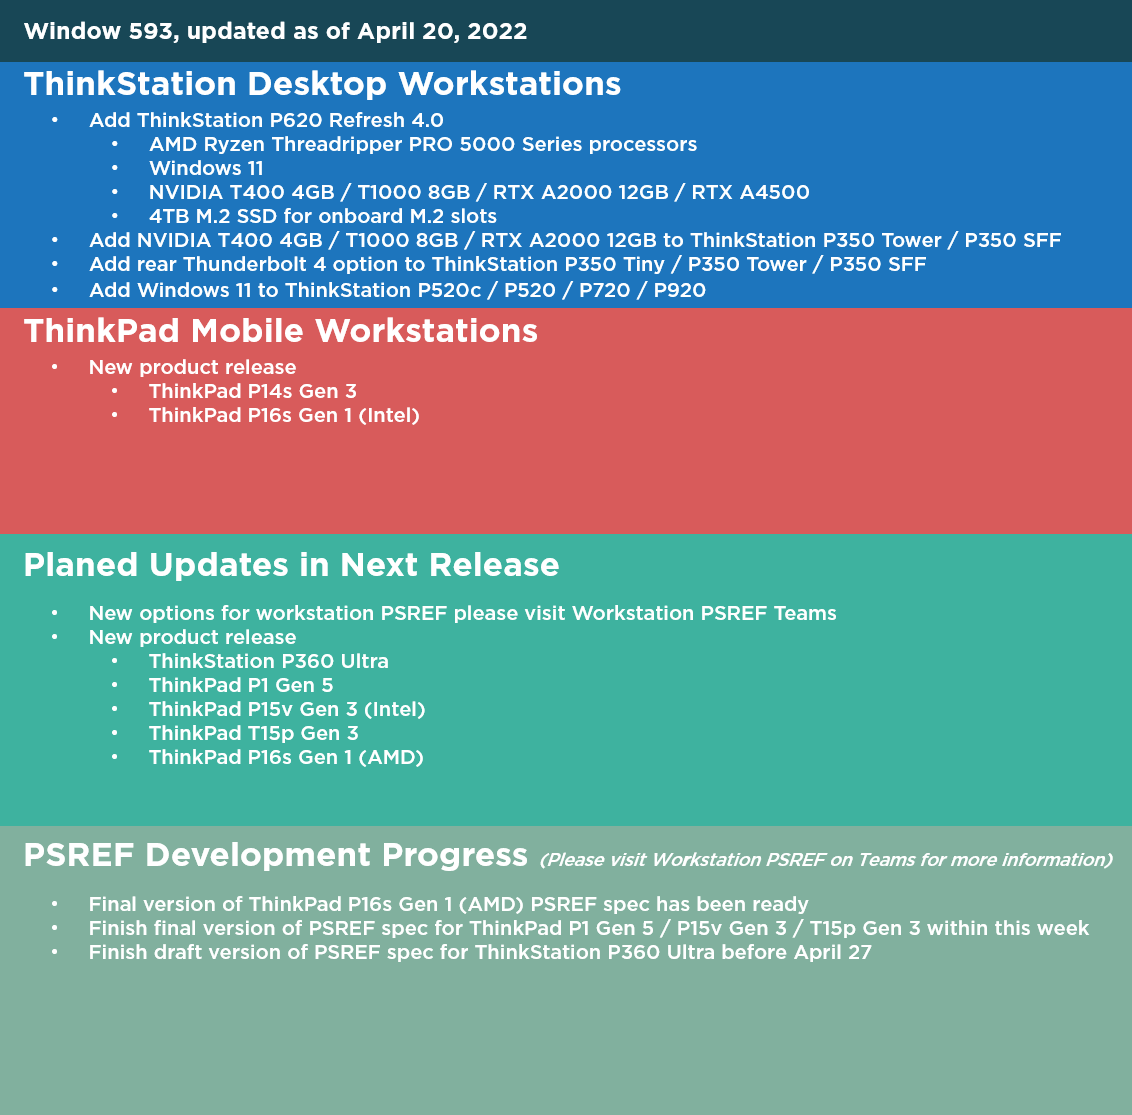 Window 593, updated as of April 20, 2022
ThinkStation Desktop Workstations
• Add ThinkStation P620 Refresh 4.0
• AMD Ryzen Threadripper PRO 5000 Series processors
• Windows 11
• NVIDIA T400 4GB / T1000 8GB / RTX A2000 12GB / RTX A4500
• 4TB M.2 SSD for onboard M.2 slots
• Add NVIDIA T400 4GB / T1000 8GB / RTX A2000 12GB to ThinkStation P350 Tower / P350 SFF
• Add rear Thunderbolt 4 option to ThinkStation P350 Tiny / P350 Tower / P350 SFF
• Add Windows 11 to ThinkStation P520c / P520 / P720 / P920
ThinkPad Mobile Workstations
• New product release
• ThinkPad P14s Gen 3
• ThinkPad P16s Gen 1 (Intel)
Planed Updates in Next Release
• New options for workstation PSREF please visit Workstation PSREF Teams
• New product release
• ThinkStation P360 Ultra
• ThinkPad P1 Gen 5
• ThinkPad P15v Gen 3 (Intel)
• ThinkPad T15p Gen 3
• ThinkPad P16s Gen 1 (AMD)
PSREF Development Progress (Please visit Workstation PSREF on Teams for more information)
• Final version of ThinkPad P16s Gen 1 (AMD) PSREF spec has been ready
• Finish final version of PSREF spec for ThinkPad P1 Gen 5 / P15v Gen 3 / T15p Gen 3 within this week
• Finish draft version of PSREF spec for ThinkStation P360 Ultra before April 27